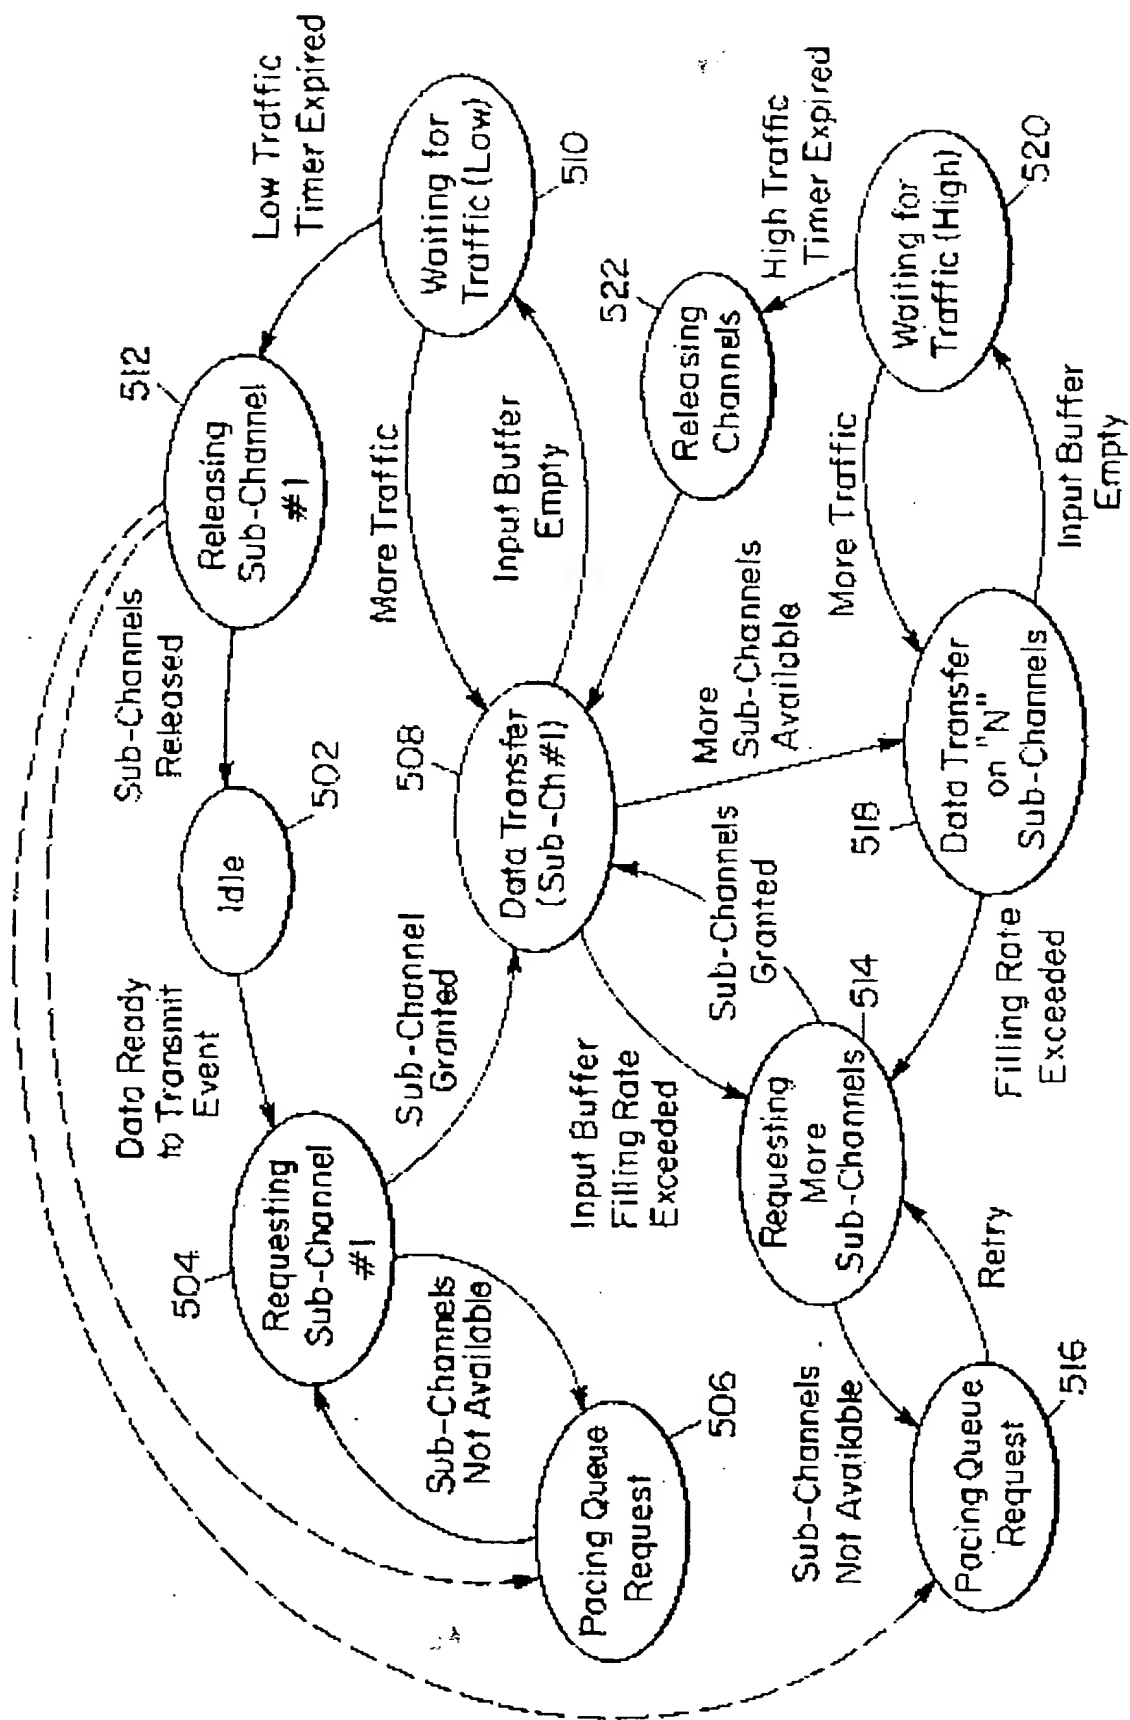 Sub-Channels
Released
512
Releasing
Sub-Channel
#1
Low Traffic
Timer Expired
Data Ready
to Transmit
Event
Idle
502
504
Requesting
Sub-Channel
#1
More Traffic
Waiting for
Traffic (Low)
510
Sub-Channel
Granted
508
Data Transfer
(Sub-Ch#1)
Input Buffer
Empty
Sub-Channels
Not Available
Pacing Queue
Request
506
Input Buffer
Filling Rate
Exceeded
Sub-Channels
Granted
More
Sub-Channels
Available
522
Releasing
Channels
High Traffic
Timer Expired
Requesting
More
Sub-Channels
514
518
Data Transfer
on "N"
Sub-Channels
More Traffic
Waiting for
Traffic (High)
520
Sub-Channels
Not Available
Retry
Filling Rate
Exceeded
Input Buffer
Empty
Pacing Queue
Request
516